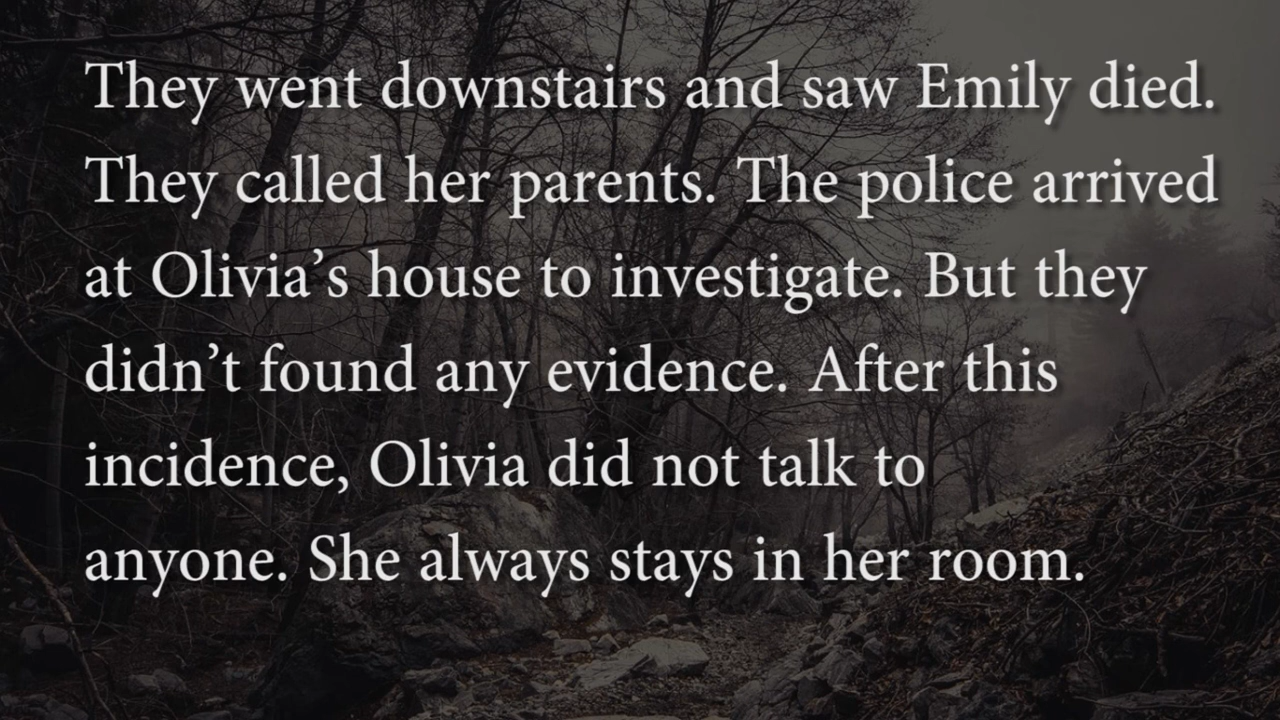 They went downstairs and saw Emily died.
They called her parents. The police arrived
at Olivia’s house to investigate. But they
didn’t found any evidence. After this
incidence, Olivia did not talk to
anyone. She always stays in her room.